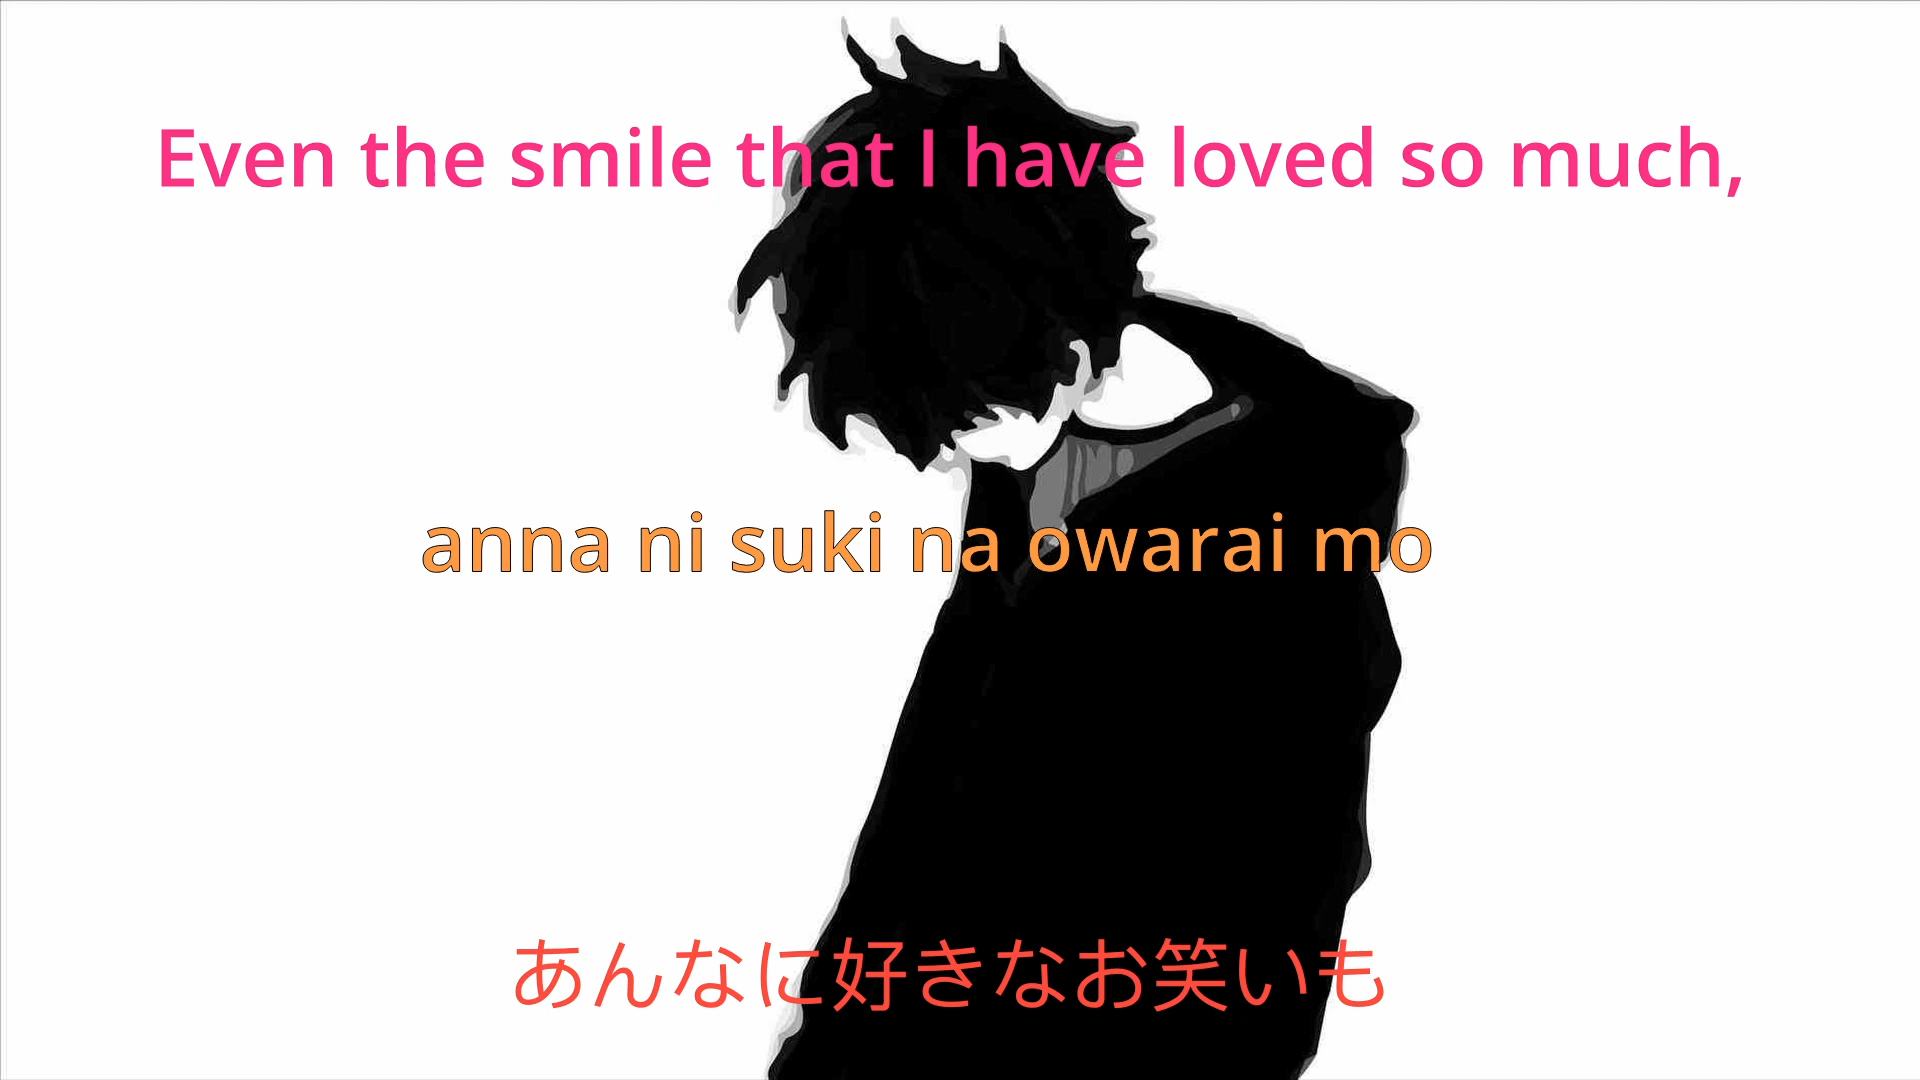 Even the smile that I have loved so much,
anna ni suki na owarai mo
あんなに好きなお笑いも